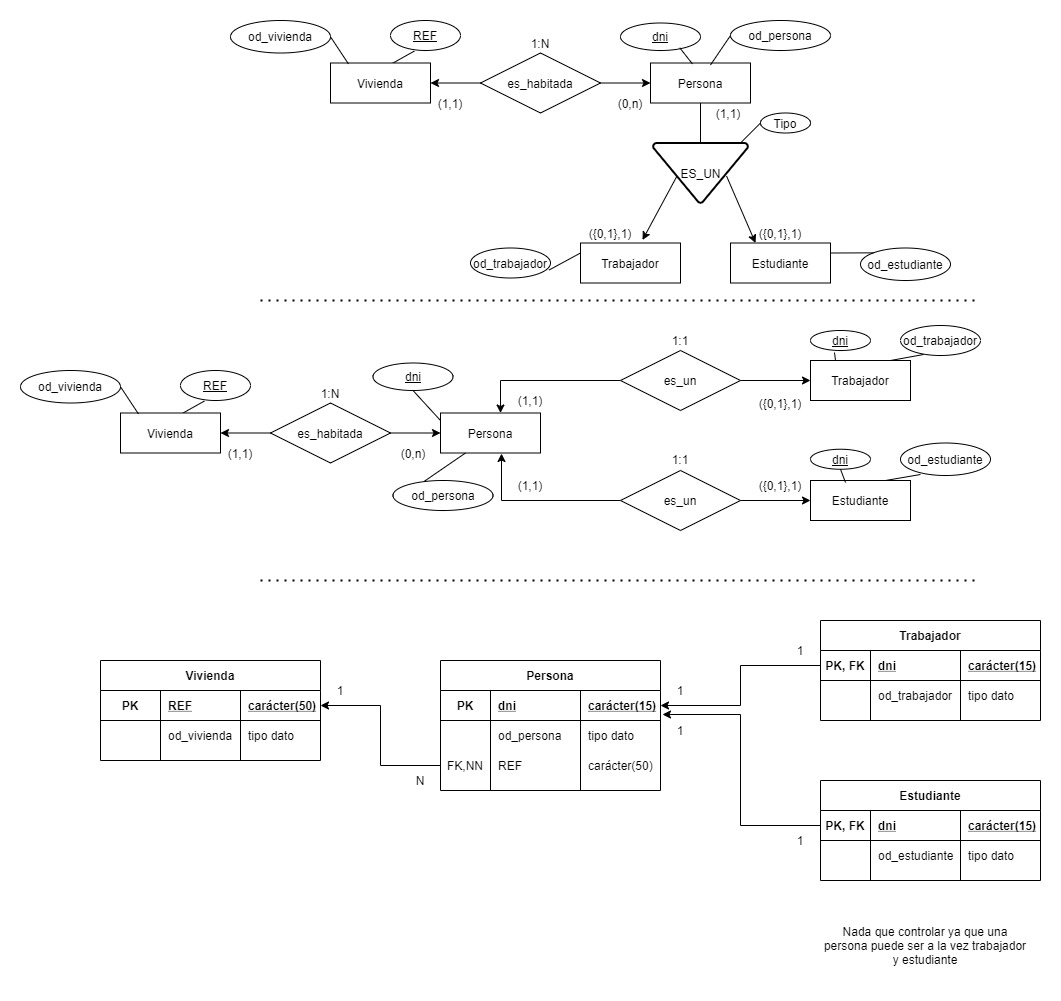 od_vivienda
REF
1:N
dni
od_persona
Vivienda
es_habitada
Persona
(1,1)
(0,n)
(1,1)
Tipo
ES_UN
({0,1},1)
({0,1},1)
od_trabajador
Trabajador
Estudiante
od_estudiante
1:1
dni
od_trabajador
es_un
Trabajador
od_vivienda
REF
1:N
dni
(1,1)
({0,1},1)
Vivienda
es_habitada
Persona
(1,1)
(0,n)
od_persona
1:1
dni
od_estudiante
(1,1)
({0,1},1)
es_un
Estudiante
Vivienda
PK REF carácter(50)
od_vivienda tipo dato
1
N
Persona
PK dni carácter(15)
od_persona tipo dato
FK,NN REF carácter(50)
1
1
1
1
Trabajador
PK, FK dni carácter(15)
od_trabajador tipo dato
Estudiante
PK, FK dni carácter(15)
od_estudiante tipo dato
Nada que controlar ya que una
persona puede ser a la vez trabajador
y estudiante